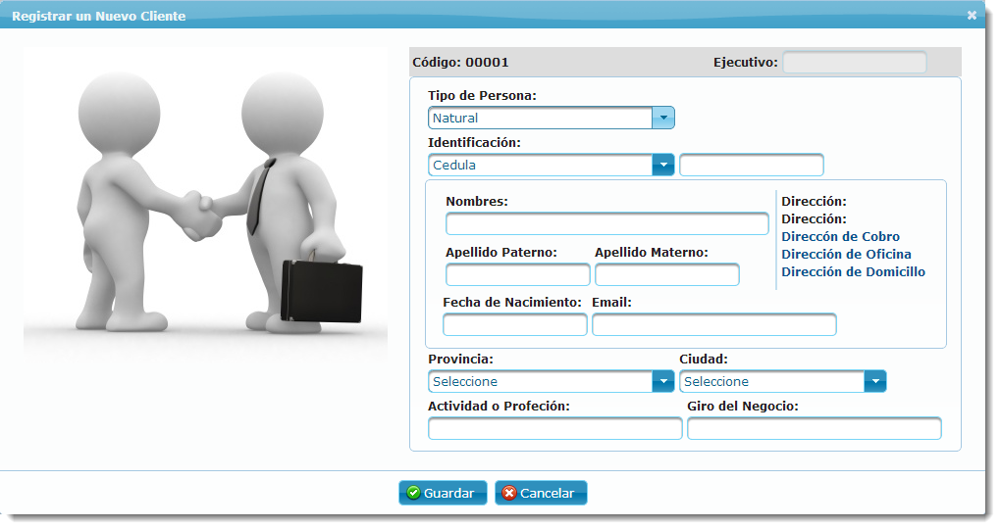 Registrar un Nuevo Cliente
Código: 00001 Ejecutivo:
Tipo de Persona:
Natural
Identificación:
Cedula
Nombres:
Dirección:
Dirección:
Direccón de Cobro
Dirección de Oficina
Dirección de Domicillo
Apellido Paterno: Apellido Materno:
Fecha de Nacimiento: Email:
Provincia: Ciudad:
Seleccione Seleccione
Actividad o Profeción: Giro del Negocio:
Guardar Cancelar